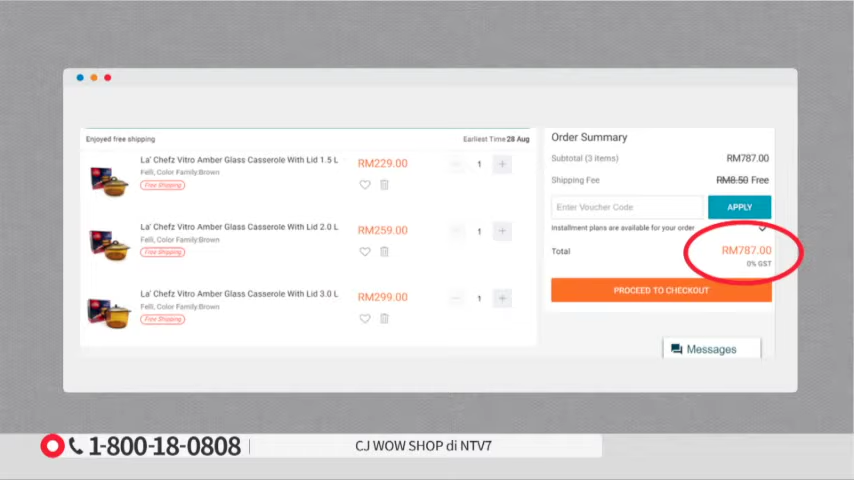 Enjoyed free shipping
Earliest Time 28 Aug
La' Chefz Vitro Amber Glass Casserole With Lid 1.5 L
Felli, Color Family:Brown
Free Shipping
RM229.00
1
La' Chefz Vitro Amber Glass Casserole With Lid 2.0 L
Felli, Color Family:Brown
Free Shipping
RM259.00
1
La' Chefz Vitro Amber Glass Casserole With Lid 3.0 L
Felli, Color Family:Brown
Free Shipping
RM299.00
1
Order Summary
Subtotal (3 items) RM787.00
Shipping Fee RM8.50 Free
Enter Voucher Code APPLY
Installment plans are available for your order
Total RM787.00
0% GST
PROCEED TO CHECKOUT
Messages
1-800-18-0808
CJ WOW SHOP di NTV7